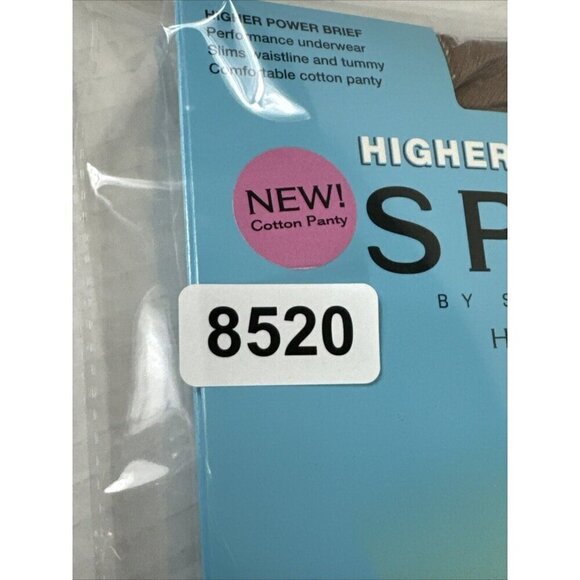 HIGHER POWER BRIEF
Performance underwear
Slims waistline and tummy
Comfortable cotton panty
HIGHER
NEW!
Cotton Panty
SP
BY S
H
8520